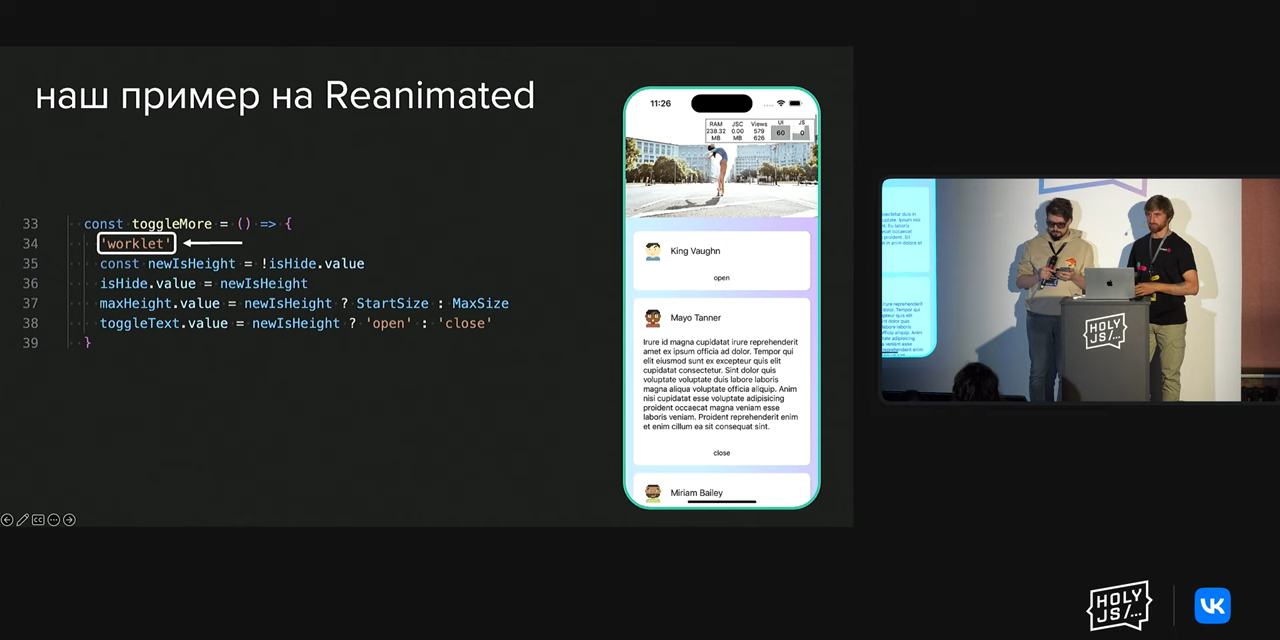 наш пример на Reanimated
33 const toggleMore = () => {
34 'worklet'
35 const newIsHeight = !isHide.value
36 isHide.value = newIsHeight
37 maxHeight.value = newIsHeight ? StartSize : MaxSize
38 toggleText.value = newIsHeight ? 'open' : 'close'
39 }
11:26
RAM JSC Views UI JS
238.32 0.00 579 60 0
MB MB 626
King Vaughn
open
Mayo Tanner
Irure id magna cupidatat irure reprehenderit
amet ex ipsum officia ad dolor. Tempor qui
elit eiusmod sunt ex excepteur quis elit
cupidatat consectetur. Sint dolor quis
voluptate voluptate duis labore laboris
magna aliqua voluptate officia aliquip. Anim
nisi cupidatat esse voluptate adipisicing
proident occaecat magna veniam esse
laboris veniam. Proident reprehenderit enim
et enim cillum ea sit consequat sint.
close
Miriam Bailey
CC
HOLY
JS/...
HOLY
JS/...
VK